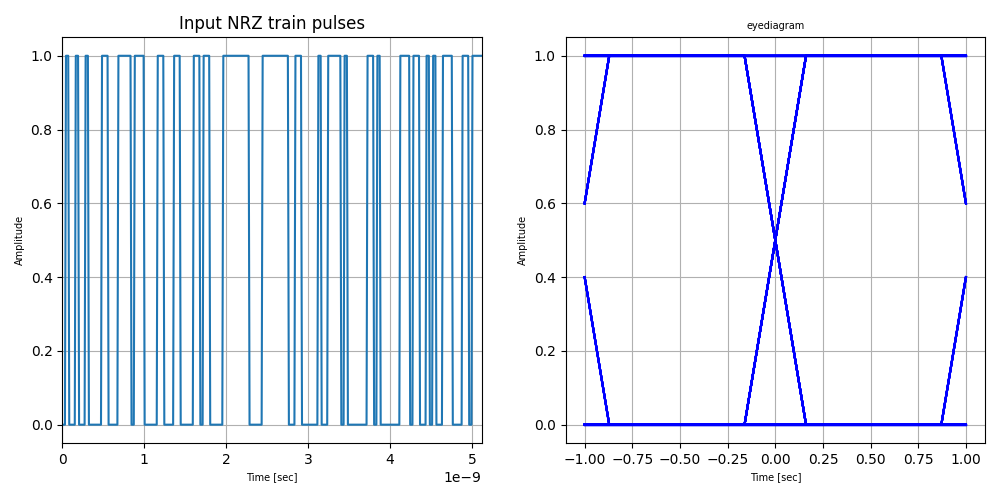 Input NRZ train pulses
1.0
0.8
0.6
0.4
0.2
0.0
Amplitude
0 1 2 3 4 5
Time [sec]
1e−9
eyediagram
1.0
0.8
0.6
0.4
0.2
0.0
Amplitude
−1.00 −0.75 −0.50 −0.25 0.00 0.25 0.50 0.75 1.00
Time [sec]